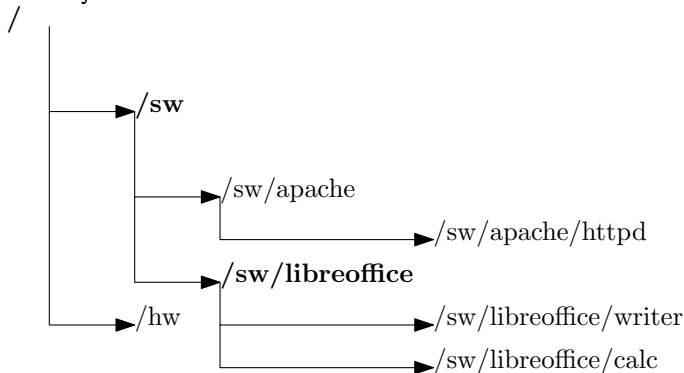 /
/sw
/sw/apache
/sw/apache/httpd
/sw/libreoffice
/hw
/sw/libreoffice/writer
/sw/libreoffice/calc